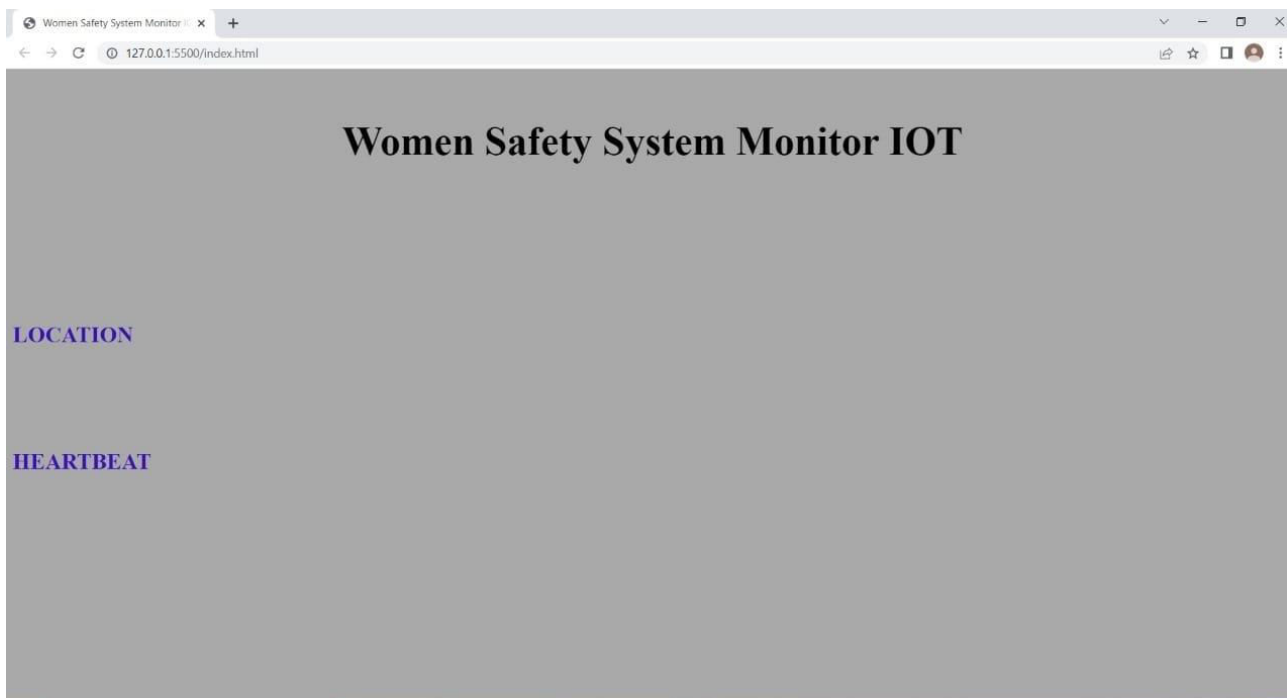 Women Safety System Monitor I
127.0.0.1:5500/index.html
Women Safety System Monitor IOT
LOCATION
HEARTBEAT